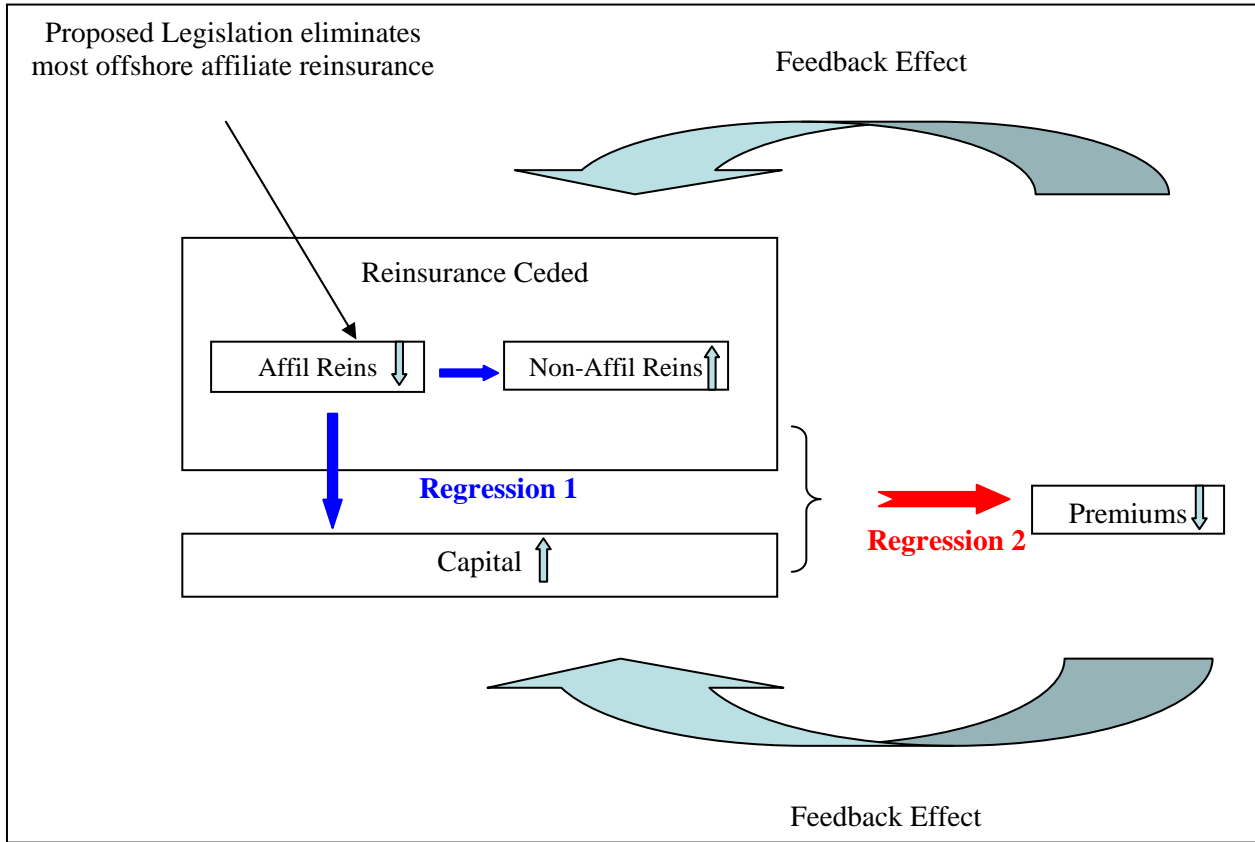 Proposed Legislation eliminates
most offshore affiliate reinsurance
Feedback Effect
Reinsurance Ceded
Affil Reins
Non-Affil Reins
Regression 1
Capital
Regression 2
Premiums
Feedback Effect